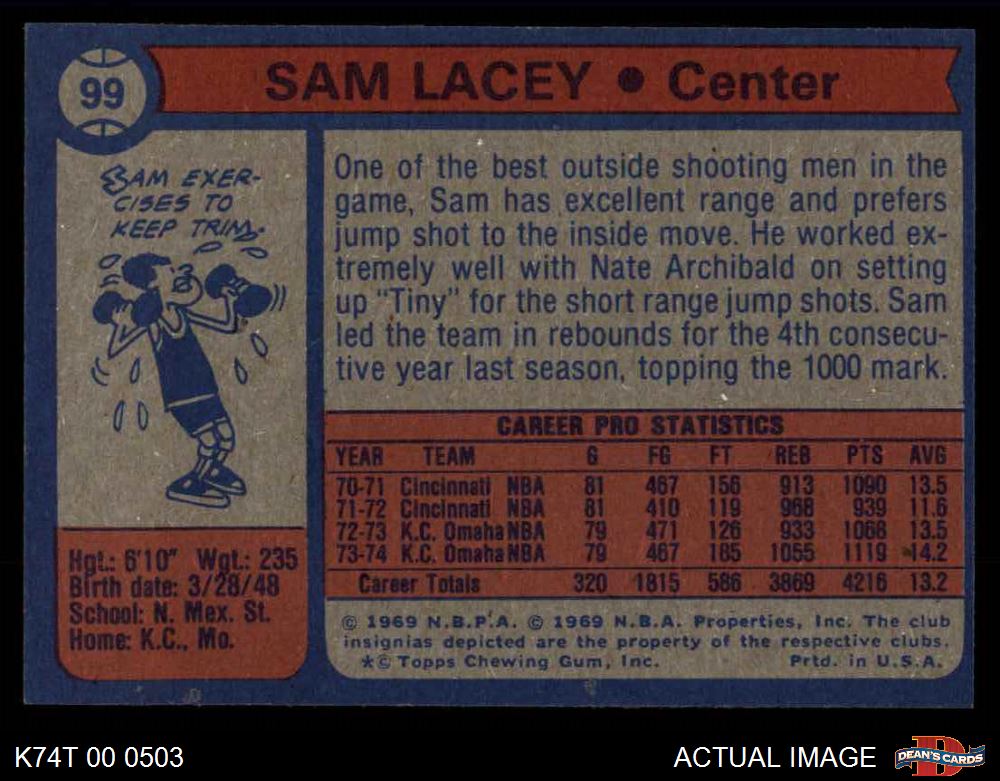 99
SAM LACEY • Center
SAM EXER-
CISES TO
KEEP TRIM.
One of the best outside shooting men in the
game, Sam has excellent range and prefers
jump shot to the inside move. He worked ex-
tremely well with Nate Archibald on setting
up "Tiny" for the short range jump shots. Sam
led the team in rebounds for the 4th consecu-
tive year last season, topping the 1000 mark.
CAREER PRO STATISTICS
YEAR TEAM G FG FT REB PTS AVG
70-71 Cincinnati NBA 81 467 156 913 1090 13.5
71-72 Cincinnati NBA 81 410 119 968 939 11.6
72-73 K.C. Omaha NBA 79 471 126 933 1068 13.5
73-74 K.C. Omaha NBA 79 467 185 1055 1119 14.2
Career Totals 320 1815 586 3869 4216 13.2
Hgt.: 6'10" Wgt.: 235
Birth date: 3/28/48
School: N. Mex. St.
Home: K.C., Mo.
© 1969 N.B.P.A. © 1969 N.B.A. Properties, Inc. The club
insignias depicted are the property of the respective clubs.
*© Topps Chewing Gum, Inc. Prtd. in U.S.A.
K74T 00 0503
ACTUAL IMAGE
D
DEAN'S CARDS